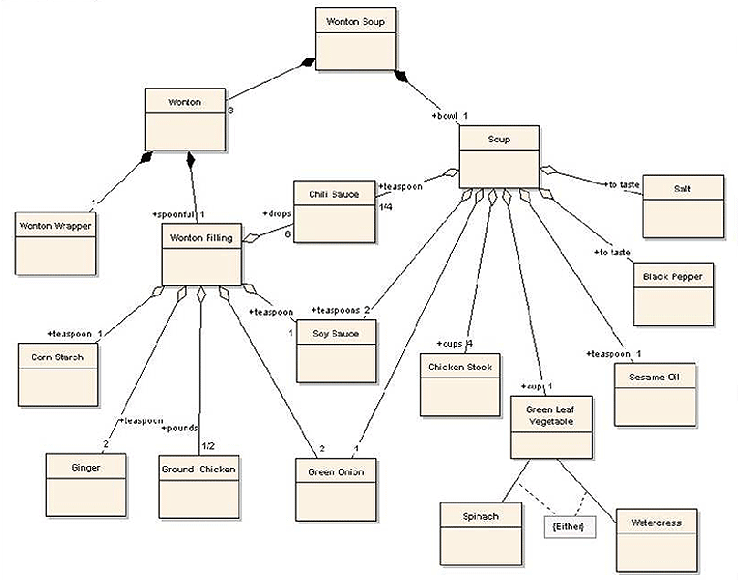 Wonton Soup
Wonton
3
+bowl 1
Soup
+teaspoon
1/4
Chili Sauce
+to taste
Salt
Wonton Wrapper
1
+spoonful 1
+drops
6
Wonton Filling
+to taste
Black Pepper
+teaspoon
1
+teaspoons 2
Soy Sauce
+teaspoon 1
Corn Starch
+cups 4
Chicken Stock
+teaspoon 1
Sesame Oil
+cup 1
Green Leaf
Vegetable
+teaspoon
2
+pounds
1/2
2
1
Ginger
Ground Chicken
Green Onion
Spinach
{Either}
Watercress